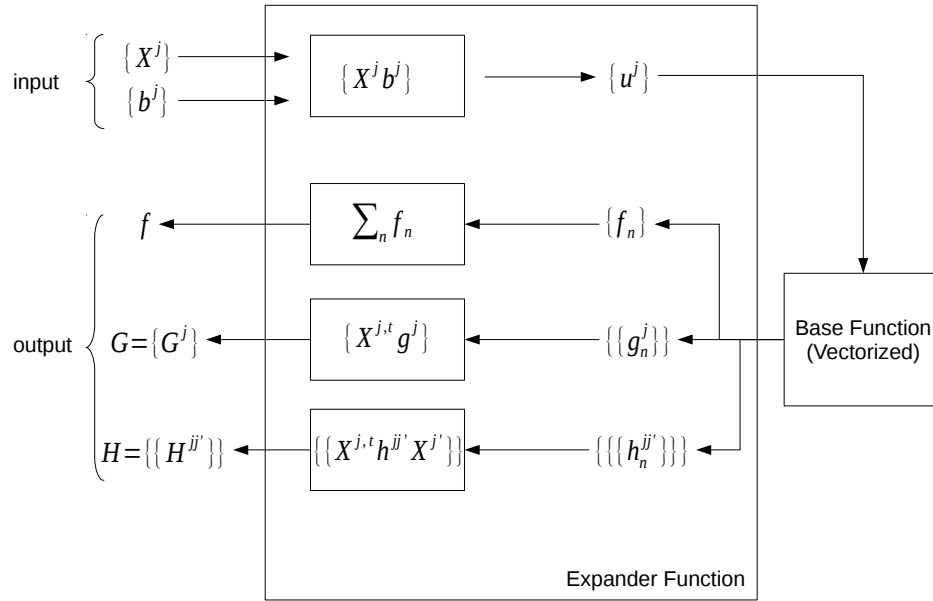 input
{X^j}
{b^j}
{X^j b^j}
{u^j}
output
f
∑_n f_n
{f_n}
G={G^j}
{X^{j,t} g^j}
{{g_n^j}}
H={{H^{jj'}}}
{{X^{j,t} h^{jj'} X^{j'}}}
{{{h_n^{jj'}}}}
Base Function
(Vectorized)
Expander Function